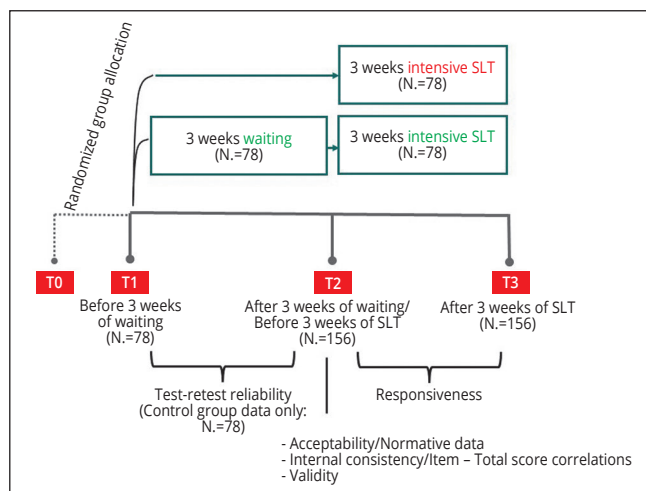 Randomized group allocation
3 weeks intensive SLT
(N.=78)
3 weeks waiting
(N.=78)
3 weeks intensive SLT
(N.=78)
T0
T1
T2
T3
Before 3 weeks
of waiting
(N.=78)
After 3 weeks of waiting/
Before 3 weeks of SLT
(N.=156)
After 3 weeks of SLT
(N.=156)
Test-retest reliability
(Control group data only:
N.=78)
Responsiveness
- Acceptability/Normative data
- Internal consistency/Item – Total score correlations
- Validity